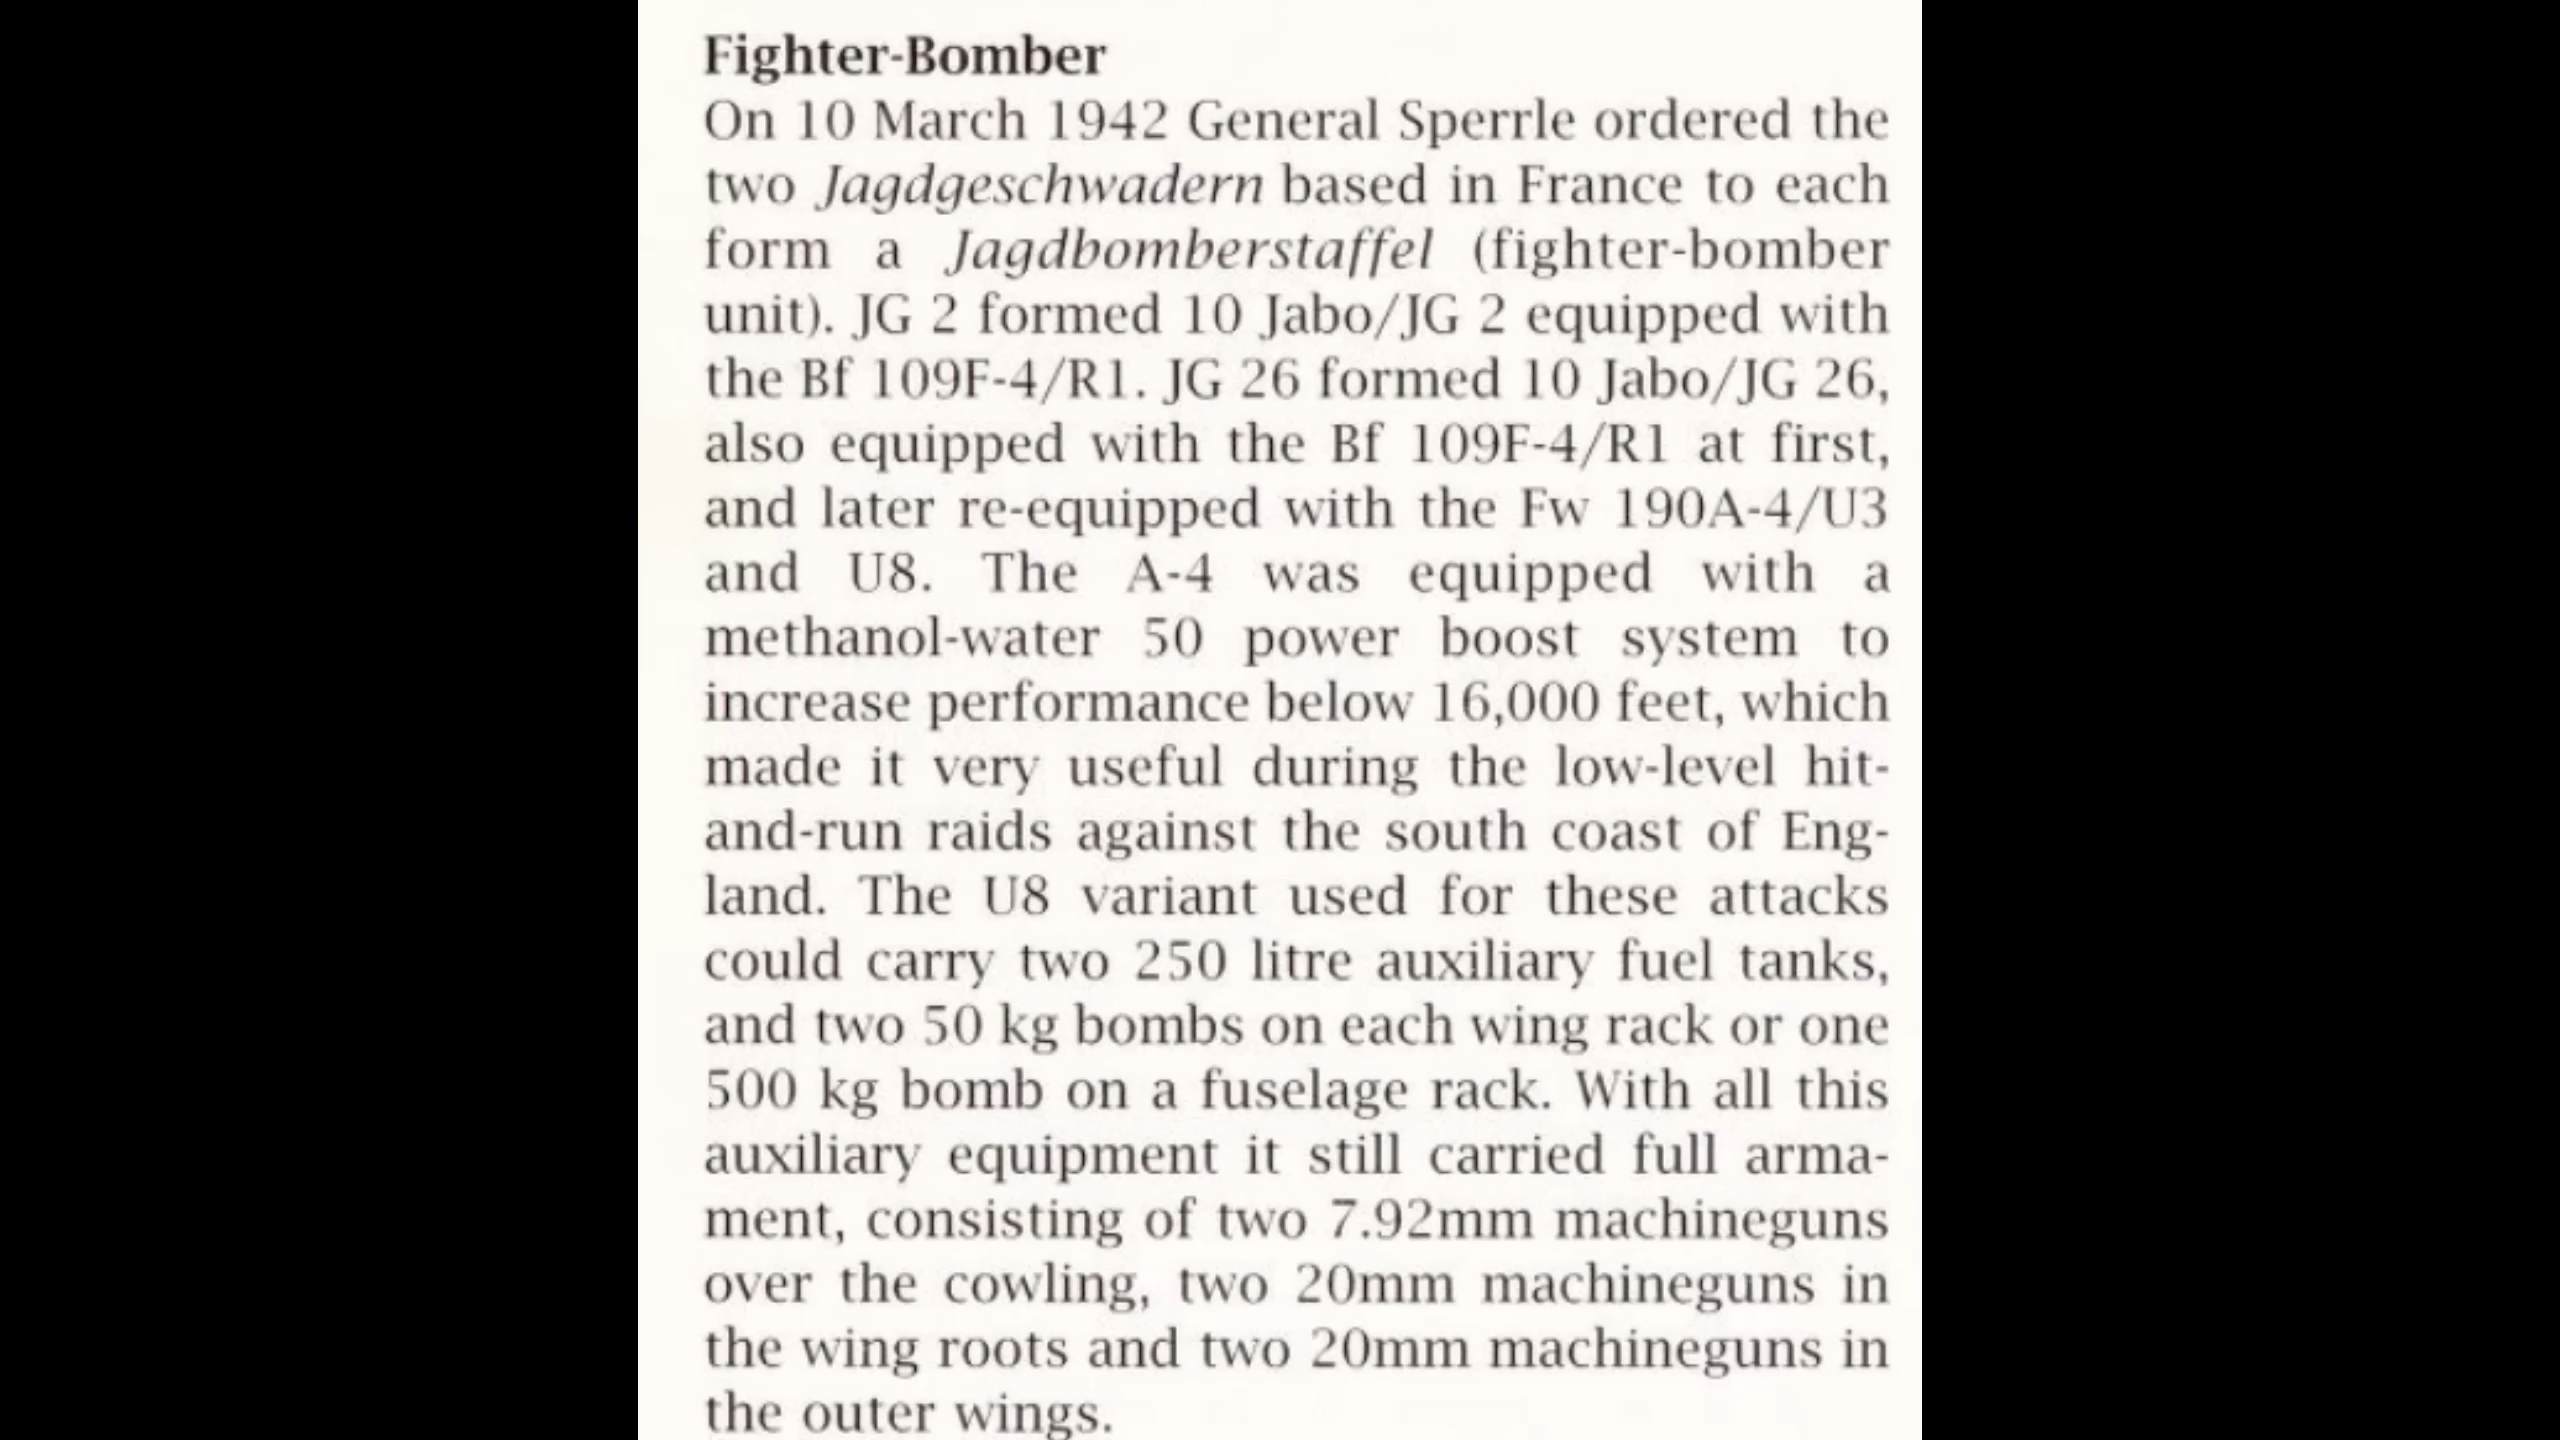 Fighter-Bomber
On 10 March 1942 General Sperrle ordered the
two Jagdgeschwadern based in France to each
form a Jagdbomberstaffel (fighter-bomber
unit). JG 2 formed 10 Jabo/JG 2 equipped with
the Bf 109F-4/R1. JG 26 formed 10 Jabo/JG 26,
also equipped with the Bf 109F-4/R1 at first,
and later re-equipped with the Fw 190A-4/U3
and U8. The A-4 was equipped with a
methanol-water 50 power boost system to
increase performance below 16,000 feet, which
made it very useful during the low-level hit-
and-run raids against the south coast of Eng-
land. The U8 variant used for these attacks
could carry two 250 litre auxiliary fuel tanks,
and two 50 kg bombs on each wing rack or one
500 kg bomb on a fuselage rack. With all this
auxiliary equipment it still carried full arma-
ment, consisting of two 7.92mm machineguns
over the cowling, two 20mm machineguns in
the wing roots and two 20mm machineguns in
the outer wings.